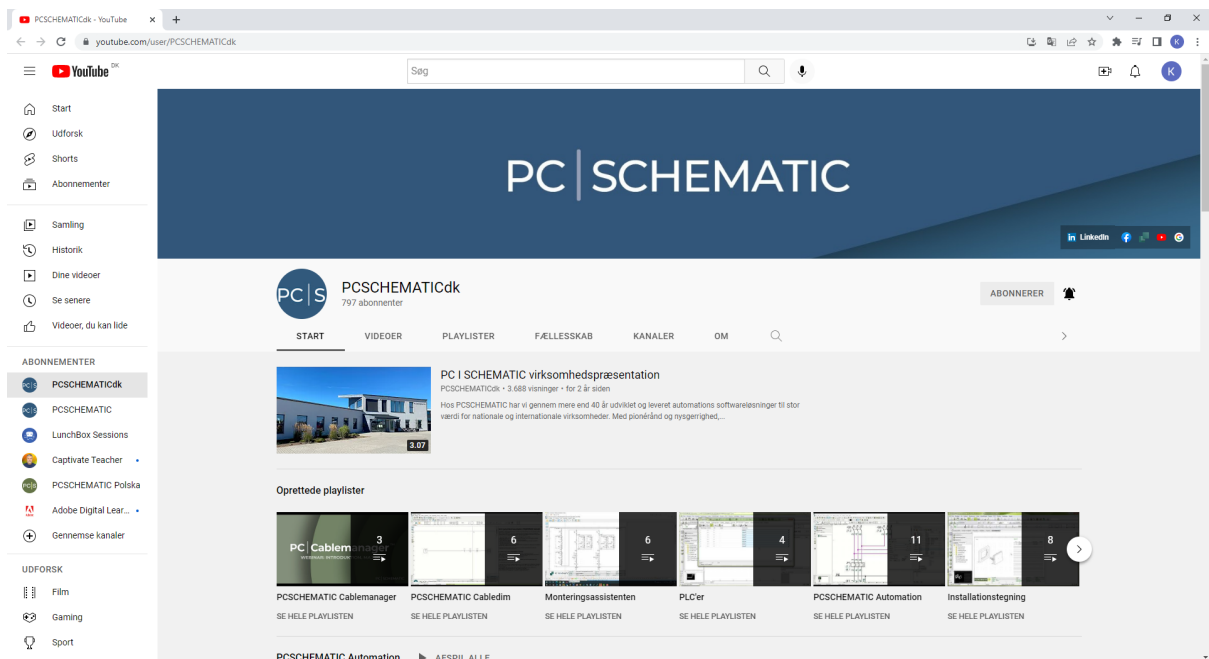 PCSCHEMATICdk - YouTube
youtube.com/user/PCSCHEMATICdk
K
YouTube DK
Søg
K
Start
Udforsk
Shorts
Abonnementer
Samling
Historik
Dine videoer
Se senere
Videoer, du kan lide
ABONNEMENTER
PCSCHEMATICdk
PCSCHEMATIC
LunchBox Sessions
Captivate Teacher
PCSCHEMATIC Polska
Adobe Digital Lear...
Gennemse kanaler
UDFORSK
Film
Gaming
Sport
PC|SCHEMATIC
LinkedIn
PC|S
PCSCHEMATICdk
797 abonnenter
ABONNERER
START VIDEOER PLAYLISTER FÆLLESSKAB KANALER OM
PC I SCHEMATIC virksomhedspræsentation
PCSCHEMATICdk • 3.688 visninger • for 2 år siden
Hos PCSCHEMATIC har vi gennem mere end 40 år udviklet og leveret automations softwareløsninger til stor
værdi for nationale og internationale virksomheder. Med pionérånd og nysgerrighed,...
3.07
Oprettede playlister
PC|Cablemanager
3 6 6 4 11 8
PCSCHEMATIC Cablemanager PCSCHEMATIC Cabledim Monteringsassistenten PLC'er PCSCHEMATIC Automation Installationstegning
SE HELE PLAYLISTEN SE HELE PLAYLISTEN SE HELE PLAYLISTEN SE HELE PLAYLISTEN SE HELE PLAYLISTEN SE HELE PLAYLISTEN
PCSCHEMATIC Automation AFSPIL ALLE